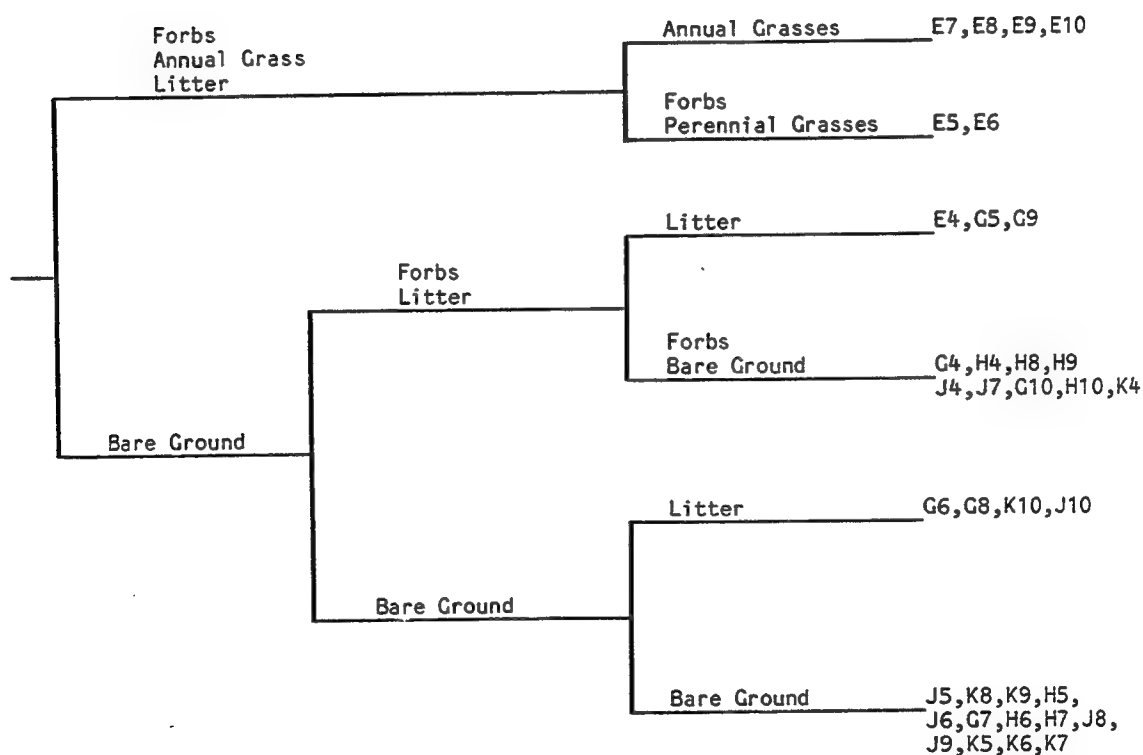 Forbs
Annual Grass
Litter
Annual Grasses
E7,E8,E9,E10
Forbs
Perennial Grasses
E5,E6
Litter
E4,G5,G9
Forbs
Litter
Forbs
Bare Ground
G4,H4,H8,H9
J4,J7,G10,H10,K4
Bare Ground
Litter
G6,G8,K10,J10
Bare Ground
Bare Ground
J5,K8,K9,H5,
J6,G7,H6,H7,J8,
J9,K5,K6,K7